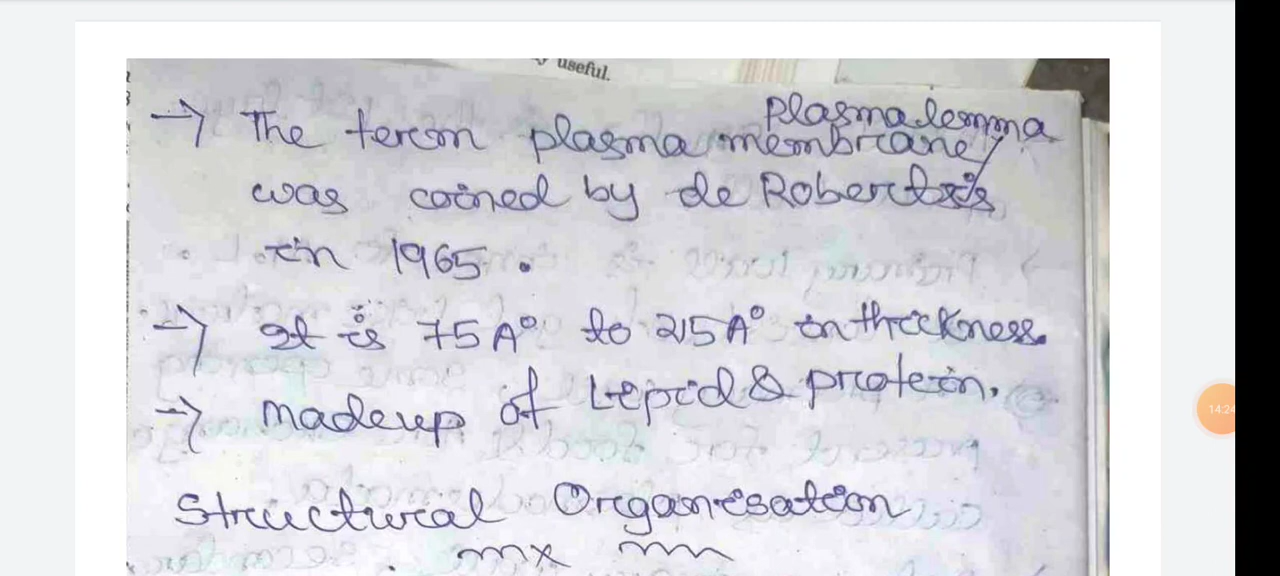 useful.
Plasmalemma
→ The term plasma membrane/
was coined by de Robertis
in 1965.
→ It is 75A° to 215A° in thickness.
→ Madeup of Lipid & protein.
Structural Organisation
14:24